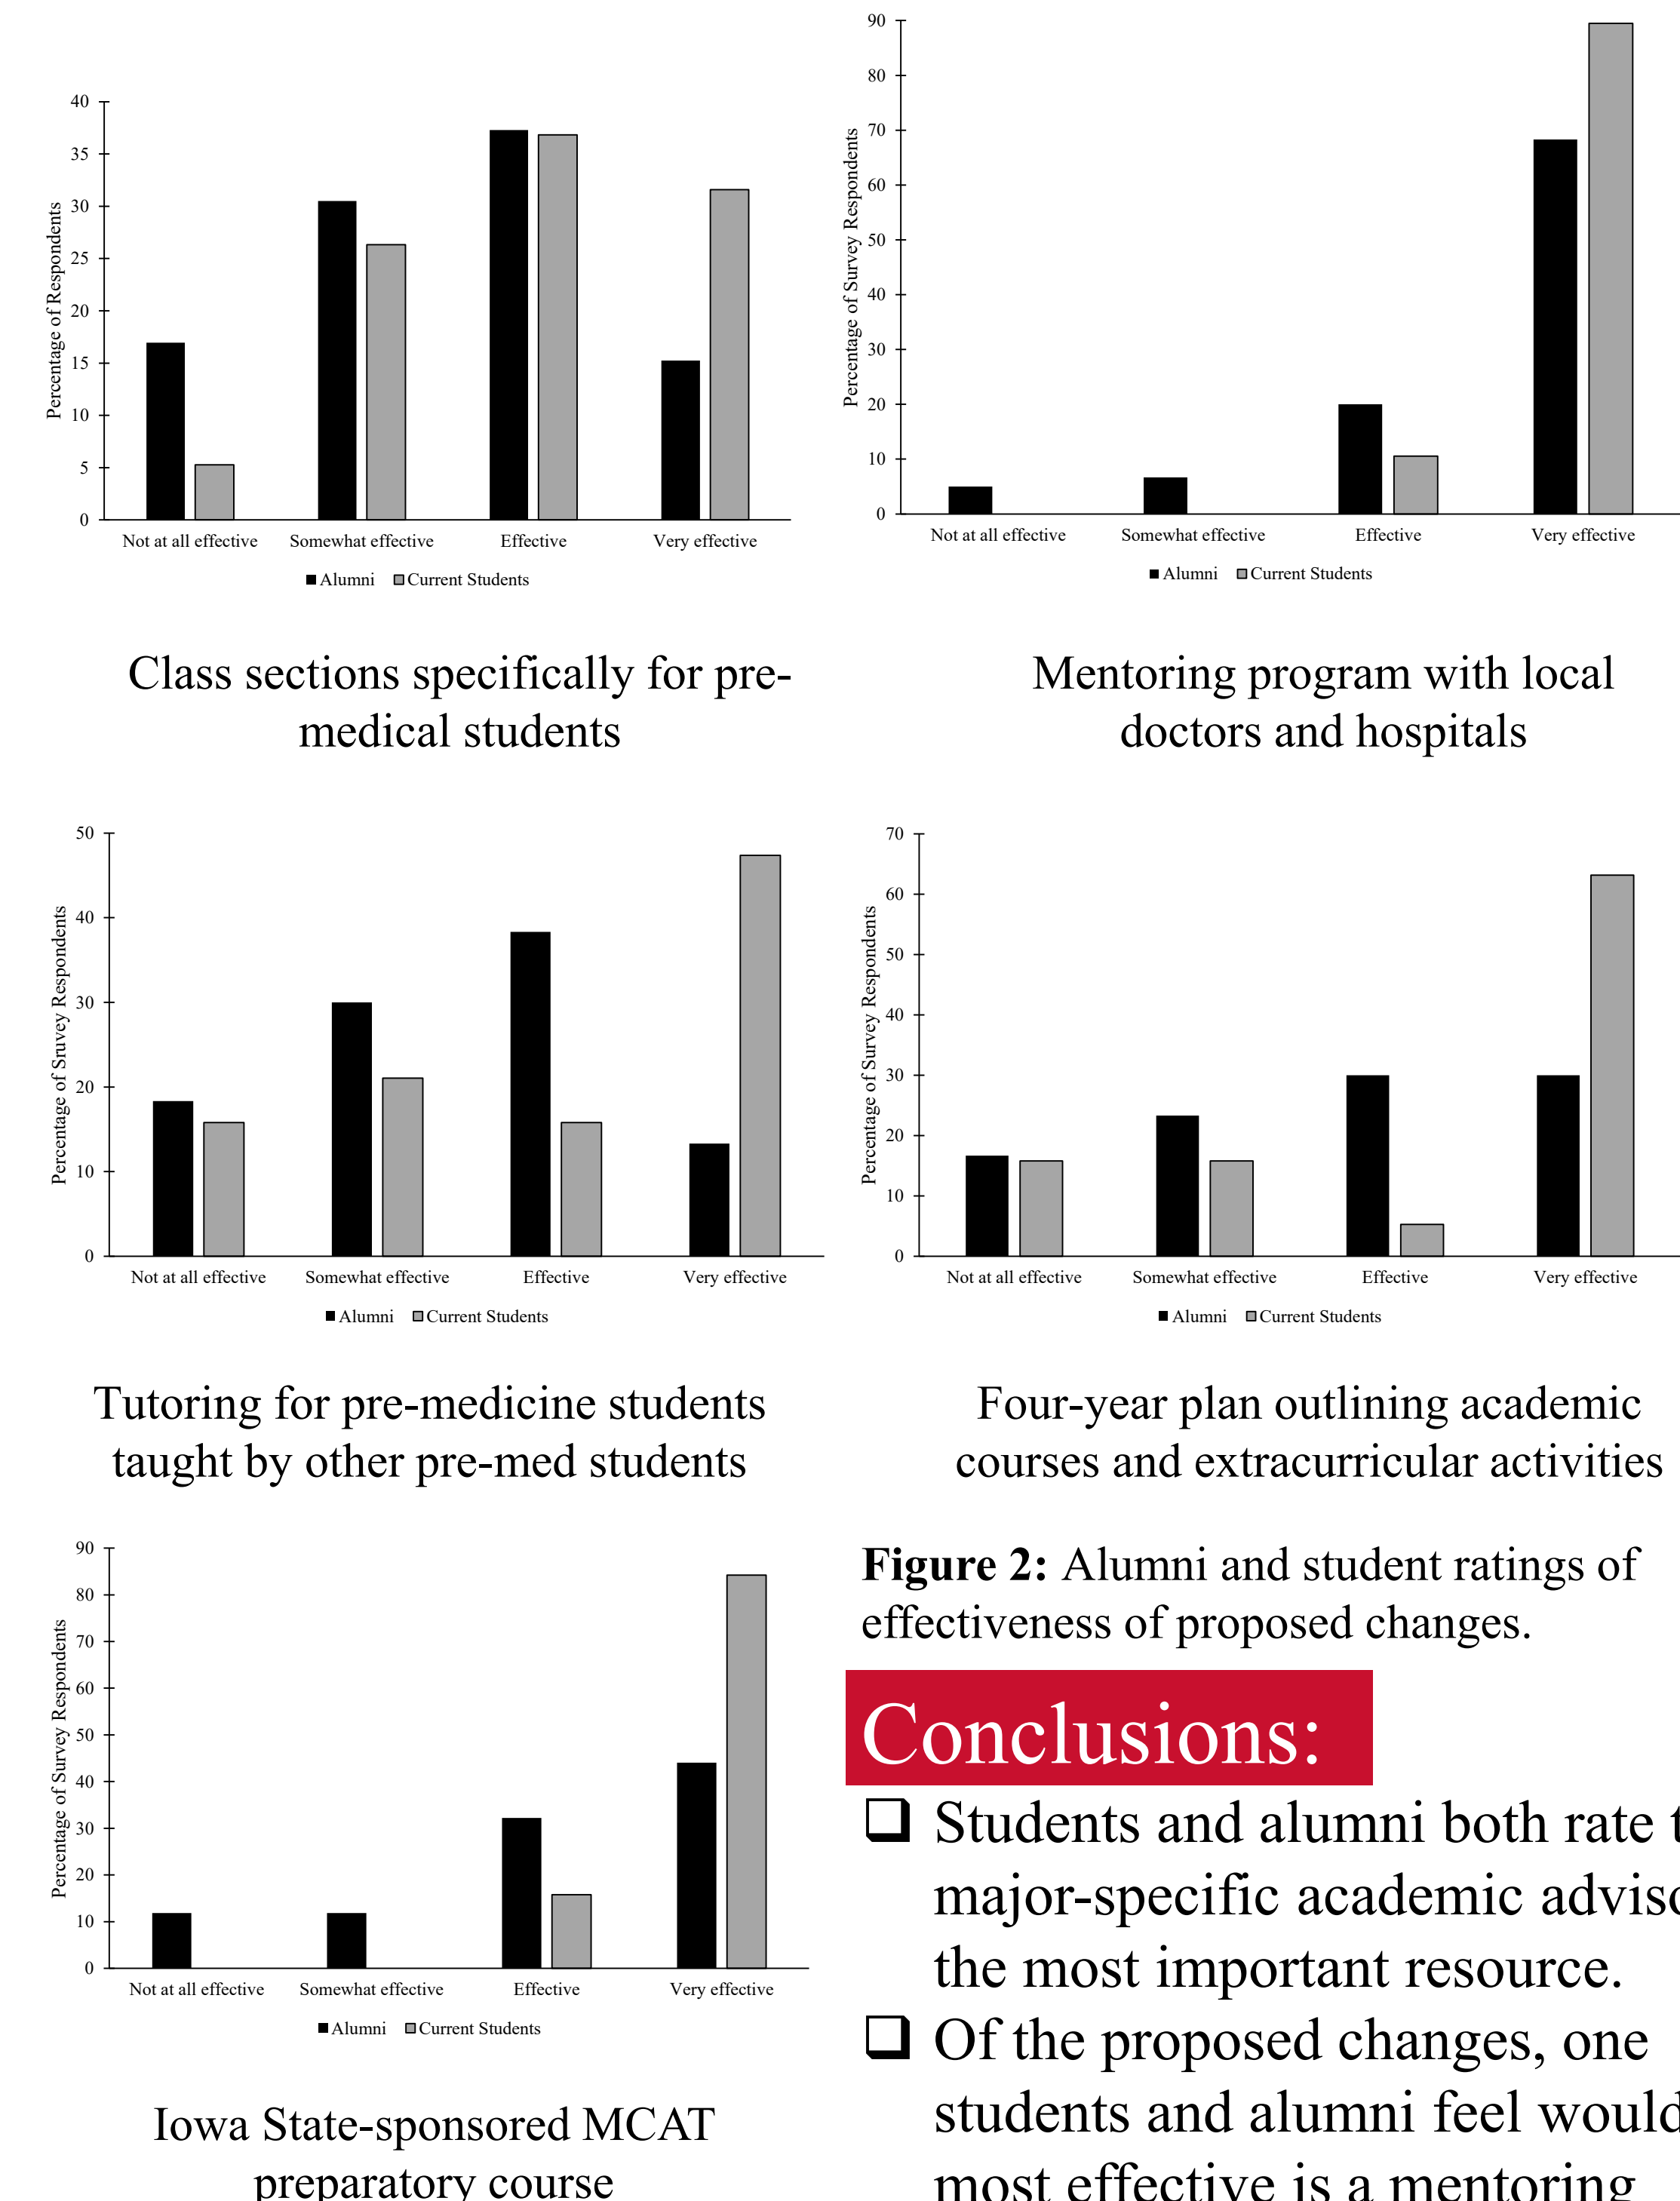 40
35
30
25
20
15
10
5
0
Percentage of Respondents
Not at all effective Somewhat effective Effective Very effective
Alumni Current Students
Class sections specifically for pre-
medical students
90
80
70
60
50
40
30
20
10
0
Percentage of Survey Respondents
Not at all effective Somewhat effective Effective Very effective
Alumni Current Students
Mentoring program with local
doctors and hospitals
50
40
30
20
10
0
Percentage of Sruvey Respondents
Not at all effective Somewhat effective Effective Very effective
Alumni Current Students
Tutoring for pre-medicine students
taught by other pre-med students
70
60
50
40
30
20
10
0
Percentage of Survey Respondents
Not at all effective Somewhat effective Effective Very effective
Alumni Current Students
Four-year plan outlining academic
courses and extracurricular activities
90
80
70
60
50
40
30
20
10
0
Percentage of Survey Respondents
Not at all effective Somewhat effective Effective Very effective
Alumni Current Students
Iowa State-sponsored MCAT
preparatory course
Figure 2: Alumni and student ratings of
effectiveness of proposed changes.
Conclusions:
Students and alumni both rate
major-specific academic
the most important resource.
Of the proposed changes, one
students and alumni feel would
most effective is a mentoring